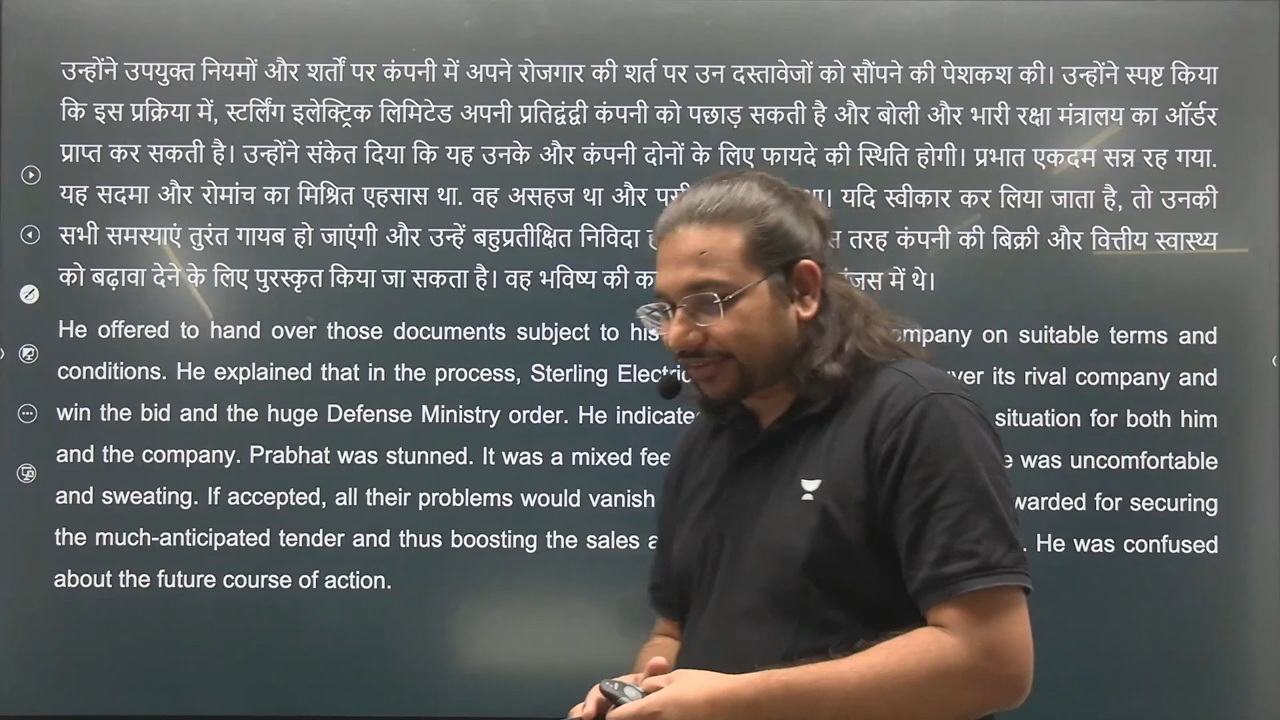 उन्होंने उपयुक्त नियमों और शर्तों पर कंपनी में अपने रोजगार की शर्त पर उन दस्तावेजों को सौंपने की पेशकश की। उन्होंने स्पष्ट किया
कि इस प्रक्रिया में, स्टर्लिंग इलेक्ट्रिक लिमिटेड अपनी प्रतिद्वंद्वी कंपनी को पछाड़ सकती है और बोली और भारी रक्षा मंत्रालय का ऑर्डर
प्राप्त कर सकती है। उन्होंने संकेत दिया कि यह उनके और कंपनी दोनों के लिए फायदे की स्थिति होगी। प्रभात एकदम सन्न रह गया.
यह सदमा और रोमांच का मिश्रित एहसास था. वह असहज था और यदि स्वीकार कर लिया जाता है, तो उनकी
सभी समस्याएं तुरंत गायब हो जाएंगी और उन्हें बहुप्रतीक्षित निविदा तरह कंपनी की बिक्री और वित्तीय स्वास्थ्य
को बढ़ावा देने के लिए पुरस्कृत किया जा सकता है। वह भविष्य की में थे।
He offered to hand over those documents subject to his on suitable terms and
conditions. He explained that in the process, Sterling its rival company and
win the bid and the huge Defense Ministry order. He situation for both him
and the company. Prabhat was stunned. It was a mixed was uncomfortable
and sweating. If accepted, all their problems would vanish for securing
the much-anticipated tender and thus boosting the sales He was confused
about the future course of action.